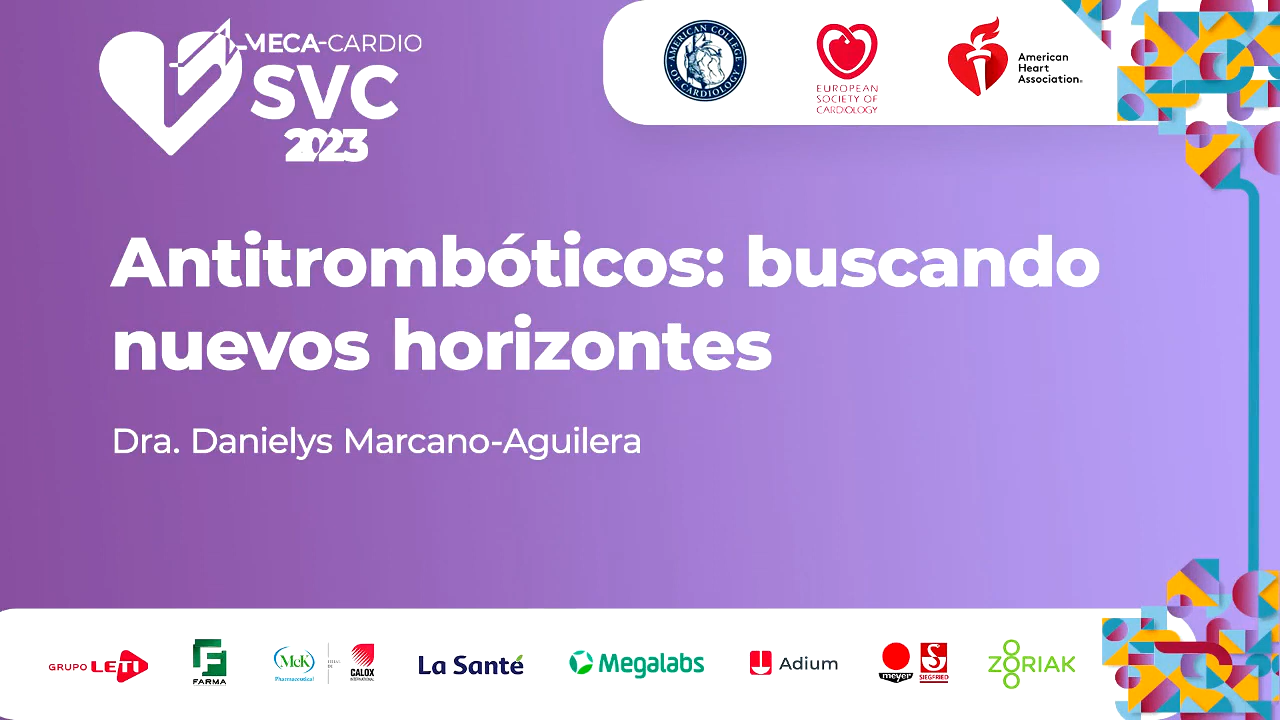 MECA-CARDIO
SVC
2023
AMERICAN COLLEGE OF CARDIOLOGY
EUROPEAN
SOCIETY OF
CARDIOLOGY
American
Heart
Association®
Antitrombóticos: buscando
nuevos horizontes
Dra. Danielys Marcano-Aguilera
GRUPO LETI
FARMA
McK
Pharmaceutical
CALOX
INTERNATIONAL
La Santé
Megalabs
Adium
meyer
SIEGFRIED
ZORIAK